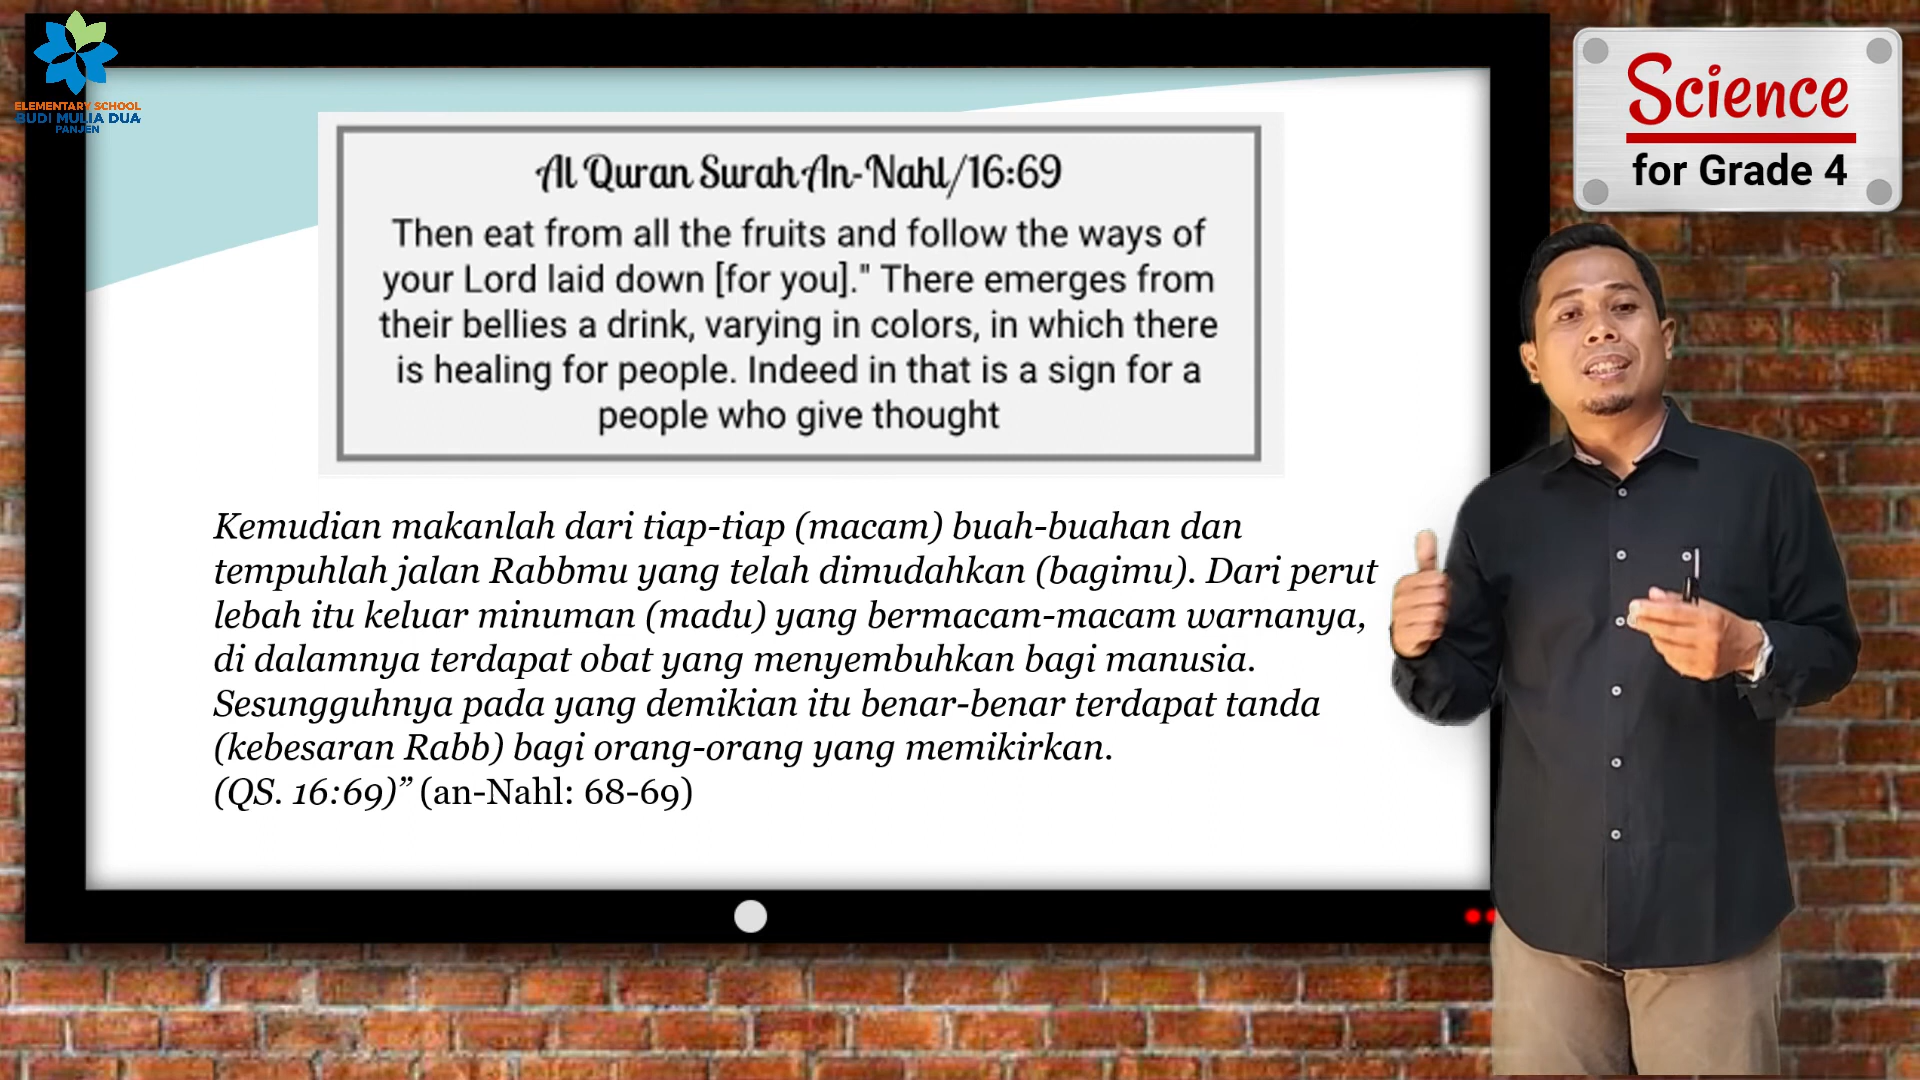 ELEMENTARY SCHOOL
BUDI MULIA DUA
PANJEN
Science
for Grade 4
Al Quran Surah An-Nahl/16:69
Then eat from all the fruits and follow the ways of
your Lord laid down [for you]." There emerges from
their bellies a drink, varying in colors, in which there
is healing for people. Indeed in that is a sign for a
people who give thought
Kemudian makanlah dari tiap-tiap (macam) buah-buahan dan
tempuhlah jalan Rabbmu yang telah dimudahkan (bagimu). Dari perut
lebah itu keluar minuman (madu) yang bermacam-macam warnanya,
di dalamnya terdapat obat yang menyembuhkan bagi manusia.
Sesungguhnya pada yang demikian itu benar-benar terdapat tanda
(kebesaran Rabb) bagi orang-orang yang memikirkan.
(QS. 16:69)” (an-Nahl: 68-69)